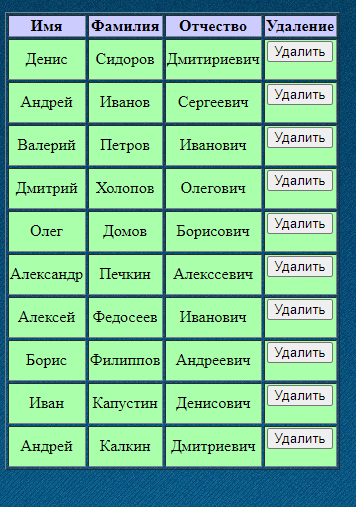 Имя Фамилия Отчество Удаление
Денис Сидоров Дмитириевич Удалить
Андрей Иванов Сергеевич Удалить
Валерий Петров Иванович Удалить
Дмитрий Холопов Олегович Удалить
Олег Домов Борисович Удалить
Александр Печкин Алекссевич Удалить
Алексей Федосеев Иванович Удалить
Борис Филиппов Андреевич Удалить
Иван Капустин Денисович Удалить
Андрей Калкин Дмитриевич Удалить